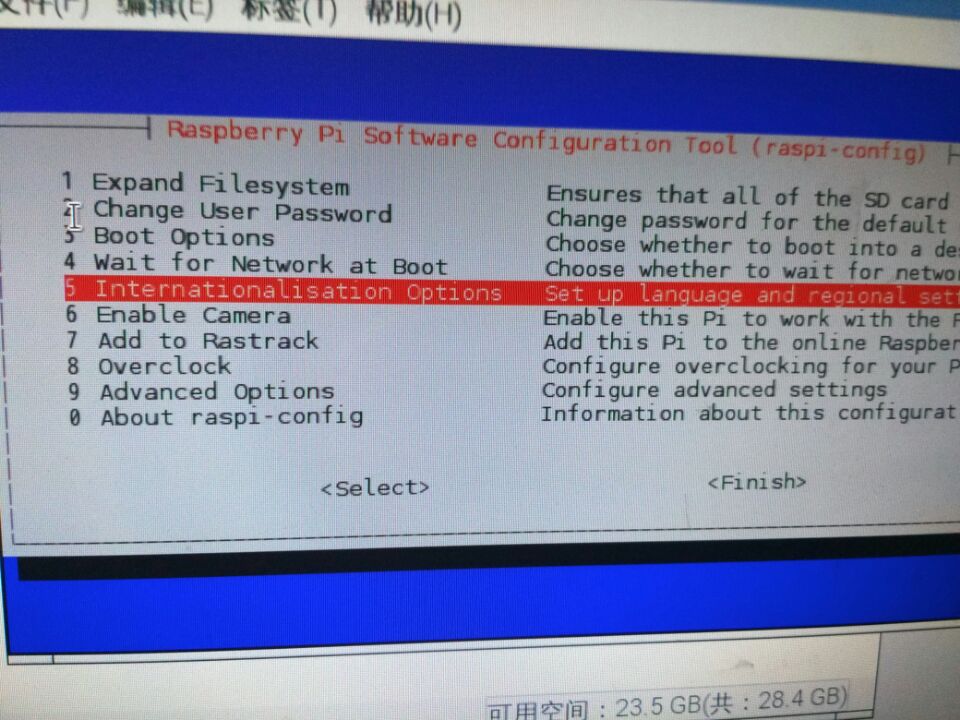 文件(F) 编辑(E) 标签(T) 帮助(H)
Raspberry Pi Software Configuration Tool (raspi-config)
1 Expand Filesystem Ensures that all of the SD card
2 Change User Password Change password for the default
3 Boot Options Choose whether to boot into a des
4 Wait for Network at Boot Choose whether to wait for networ
5 Internationalisation Options Set up language and regional sett
6 Enable Camera Enable this Pi to work with the R
7 Add to Rastrack Add this Pi to the online Raspber
8 Overclock Configure overclocking for your P
9 Advanced Options Configure advanced settings
0 About raspi-config Information about this configurat
<Select> <Finish>
可用空间：23.5 GB(共：28.4 GB)